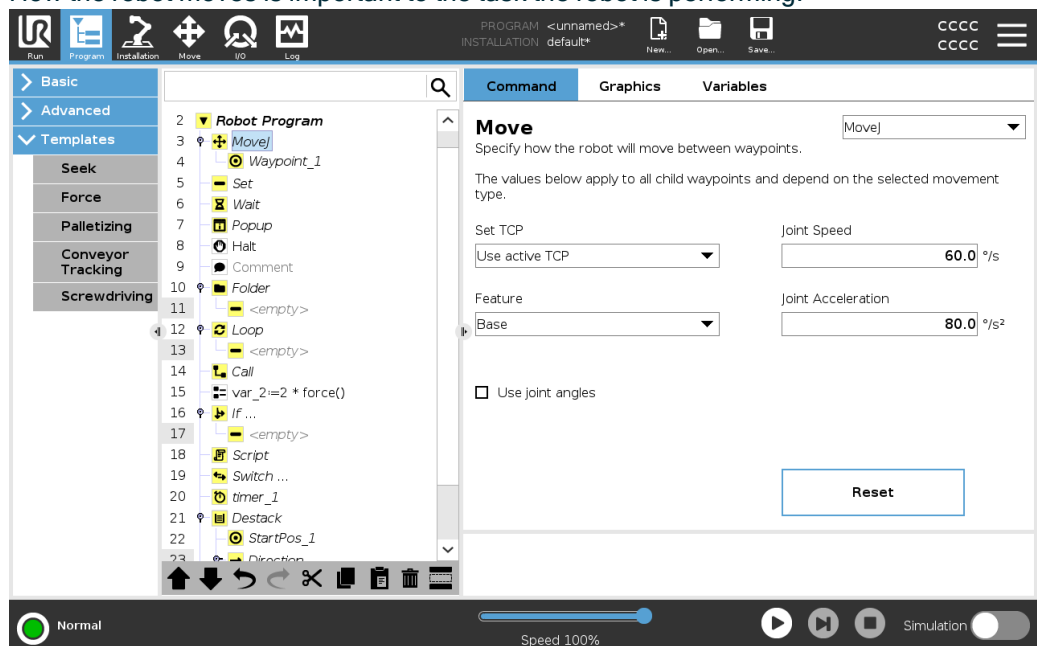 How the robot moves is important to the task the robot is performing.
UR
PROGRAM <unnamed>*
INSTALLATION default*
CCCC
CCCC
Run Program Installation Move I/O Log New... Open... Save...
Basic
Advanced
Templates
Seek
Force
Palletizing
Conveyor
Tracking
Screwdriving
2 Robot Program
3 MoveJ
4 Waypoint_1
5 Set
6 Wait
7 Popup
8 Halt
9 Comment
10 Folder
11 <empty>
12 Loop
13 <empty>
14 Call
15 var_2:=2 * force()
16 If ...
17 <empty>
18 Script
19 Switch ...
20 timer_1
21 Destack
22 StartPos_1
23 Direction
Command Graphics Variables
Move
MoveJ
Specify how the robot will move between waypoints.
The values below apply to all child waypoints and depend on the selected movement
type.
Set TCP
Use active TCP
Joint Speed
60.0 °/s
Feature
Base
Joint Acceleration
80.0 °/s²
Use joint angles
Reset
Normal
Speed 100%
Simulation